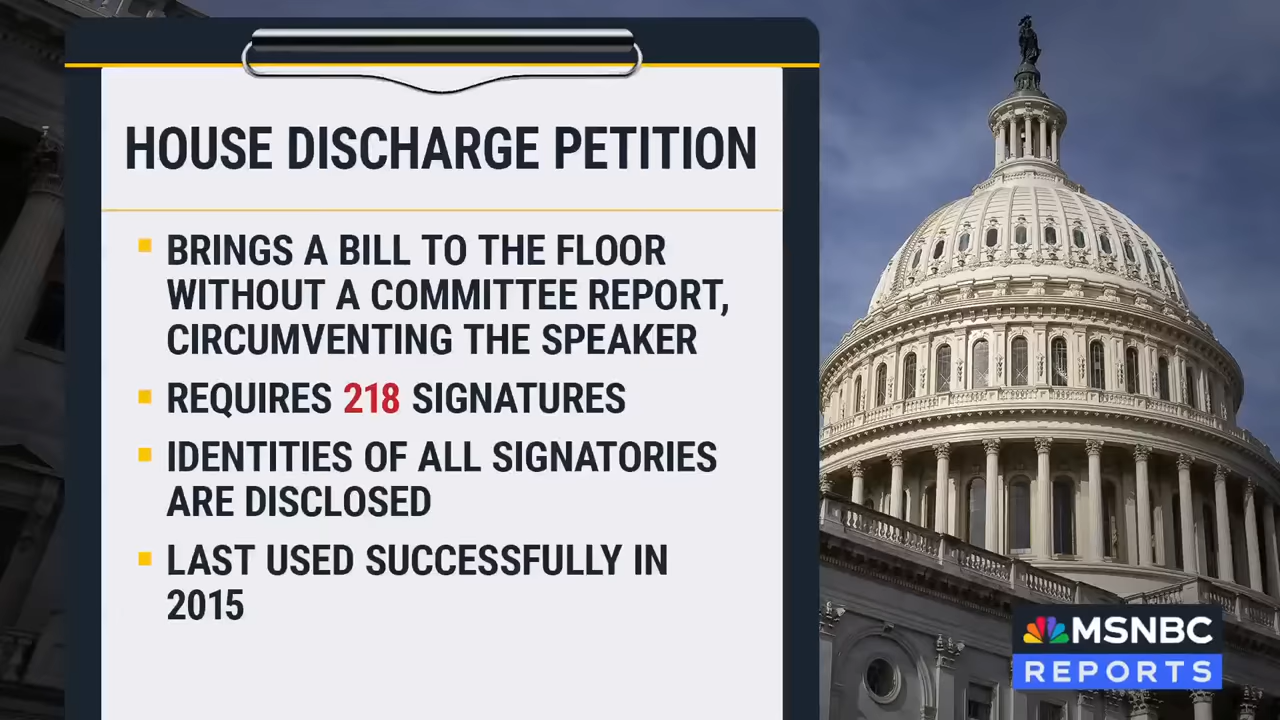 HOUSE DISCHARGE PETITION
BRINGS A BILL TO THE FLOOR
WITHOUT A COMMITTEE REPORT,
CIRCUMVENTING THE SPEAKER
REQUIRES 218 SIGNATURES
IDENTITIES OF ALL SIGNATORIES
ARE DISCLOSED
LAST USED SUCCESSFULLY IN
2015
MSNBC
REPORTS